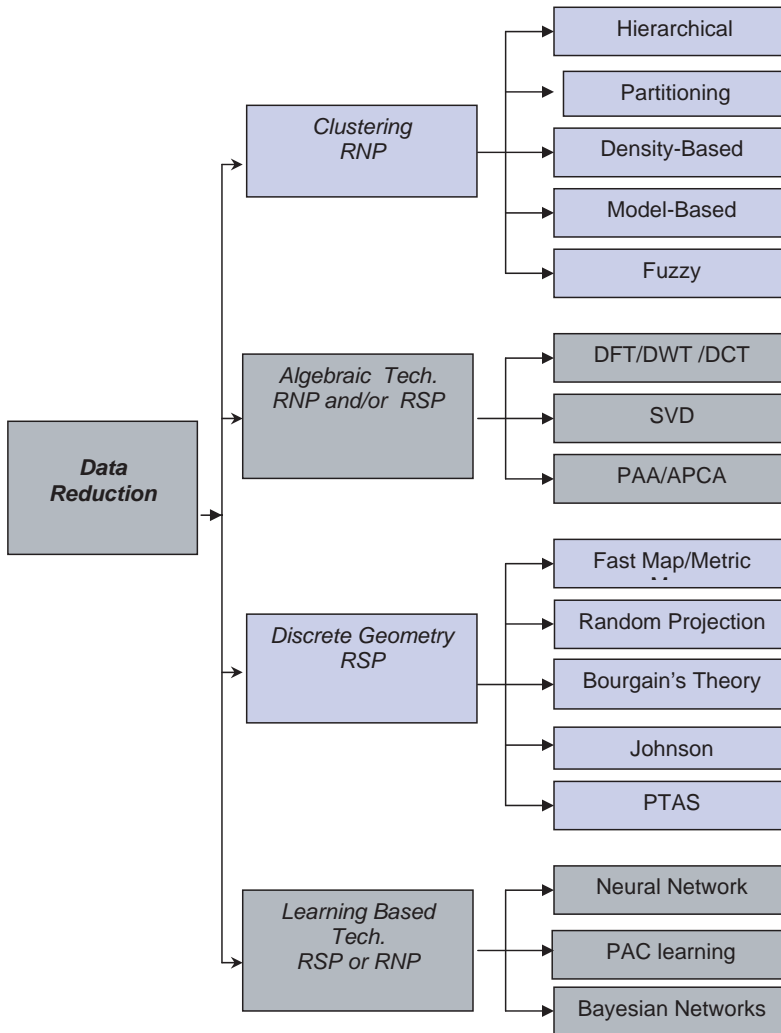 Data
Reduction
Clustering
RNP
Hierarchical
Partitioning
Density-Based
Model-Based
Fuzzy
Algebraic Tech.
RNP and/or RSP
DFT/DWT /DCT
SVD
PAA/APCA
Discrete Geometry
RSP
Fast Map/Metric
Random Projection
Bourgain's Theory
Johnson
PTAS
Learning Based
Tech.
RSP or RNP
Neural Network
PAC learning
Bayesian Networks